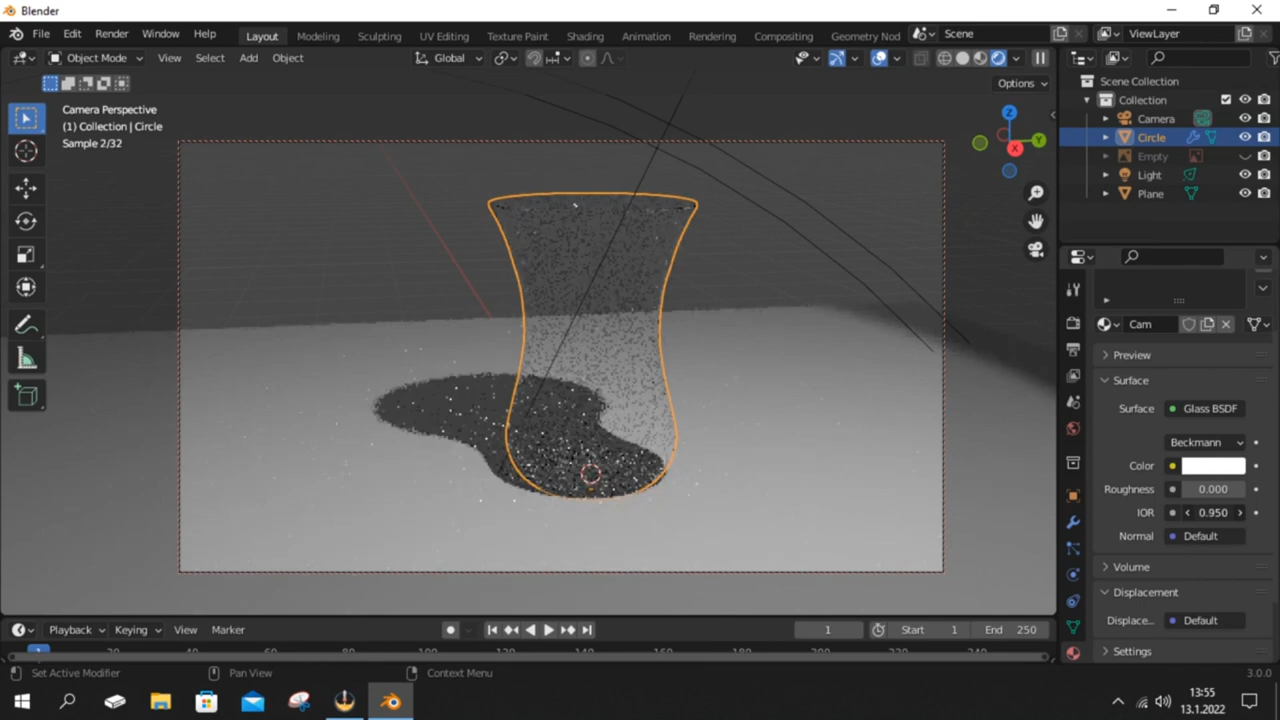 Blender
File Edit Render Window Help Layout Modeling Sculpting UV Editing Texture Paint Shading Animation Rendering Compositing Geometry Nod Scene ViewLayer
Object Mode View Select Add Object Global
Options
Camera Perspective
(1) Collection | Circle
Sample 2/32
Z
Y
X
Scene Collection
Collection
Camera
Circle
Empty
Light
Plane
Cam
Preview
Surface
Surface Glass BSDF
Beckmann
Color
Roughness 0.000
IOR 0.950
Normal Default
Volume
Displacement
Displace... Default
Settings
Playback Keying View Marker 1 Start 1 End 250
1
Set Active Modifier Pan View Context Menu 3.0.0
13:55
13.1.2022